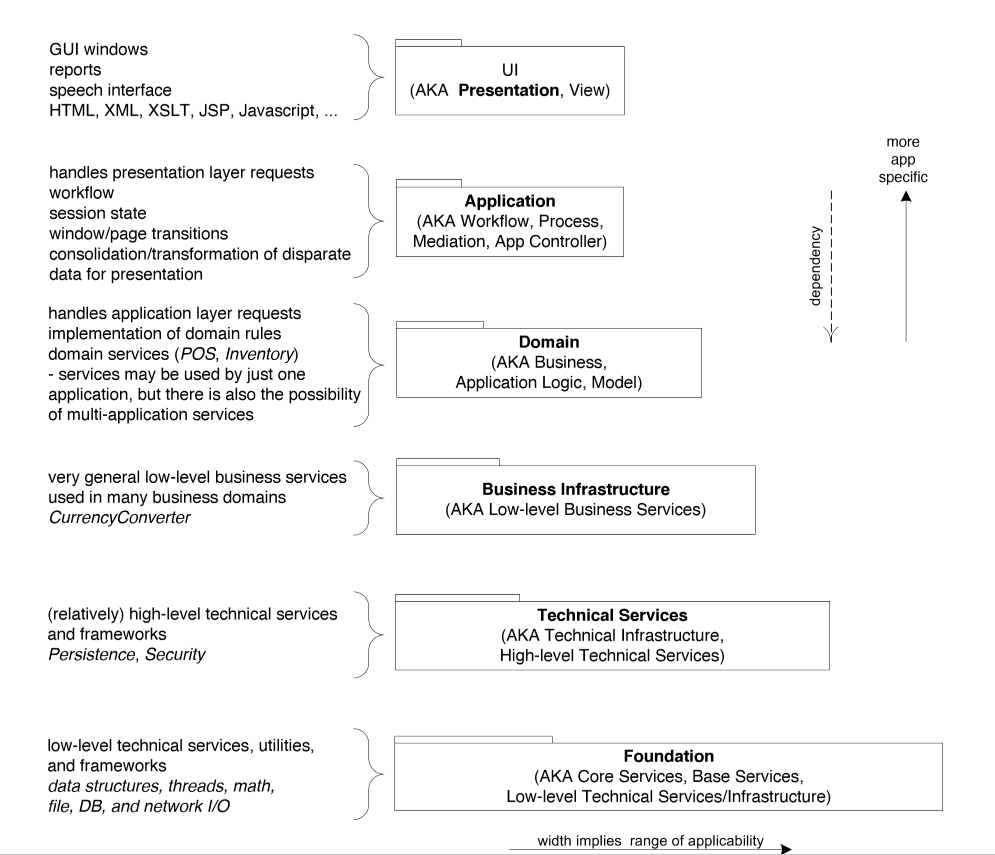 GUI windows
reports
speech interface
HTML, XML, XSLT, JSP, Javascript, ...
UI
(AKA Presentation, View)
more
app
specific
dependency
handles presentation layer requests
workflow
session state
window/page transitions
consolidation/transformation of disparate
data for presentation
Application
(AKA Workflow, Process,
Mediation, App Controller)
handles application layer requests
implementation of domain rules
domain services (POS, Inventory)
- services may be used by just one
application, but there is also the possibility
of multi-application services
Domain
(AKA Business,
Application Logic, Model)
very general low-level business services
used in many business domains
CurrencyConverter
Business Infrastructure
(AKA Low-level Business Services)
(relatively) high-level technical services
and frameworks
Persistence, Security
Technical Services
(AKA Technical Infrastructure,
High-level Technical Services)
low-level technical services, utilities,
and frameworks
data structures, threads, math,
file, DB, and network I/O
Foundation
(AKA Core Services, Base Services,
Low-level Technical Services/Infrastructure)
width implies range of applicability